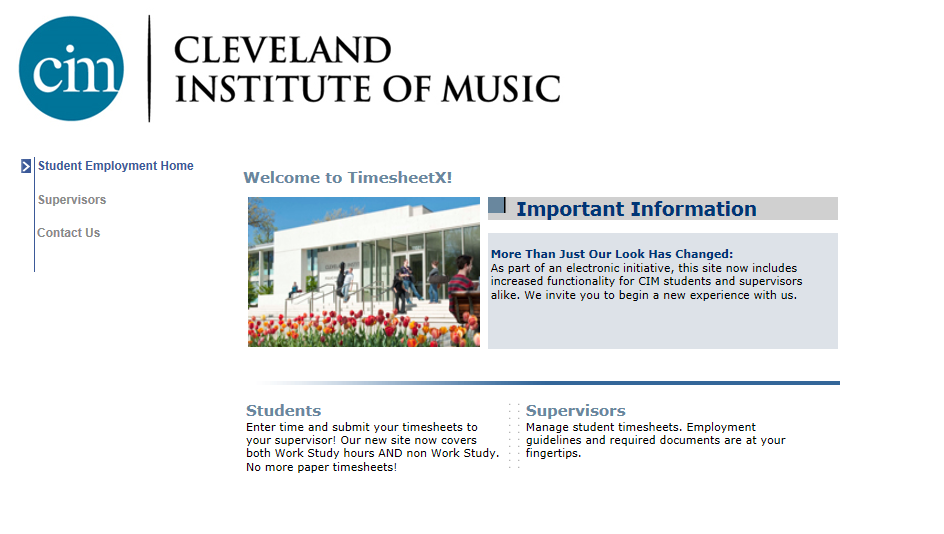 cim
CLEVELAND
INSTITUTE OF MUSIC
Student Employment Home
Supervisors
Contact Us
Welcome to TimesheetX!
Important Information
More Than Just Our Look Has Changed:
As part of an electronic initiative, this site now includes
increased functionality for CIM students and supervisors
alike. We invite you to begin a new experience with us.
Students
Enter time and submit your timesheets to
your supervisor! Our new site now covers
both Work Study hours AND non Work Study.
No more paper timesheets!
Supervisors
Manage student timesheets. Employment
guidelines and required documents are at your
fingertips.